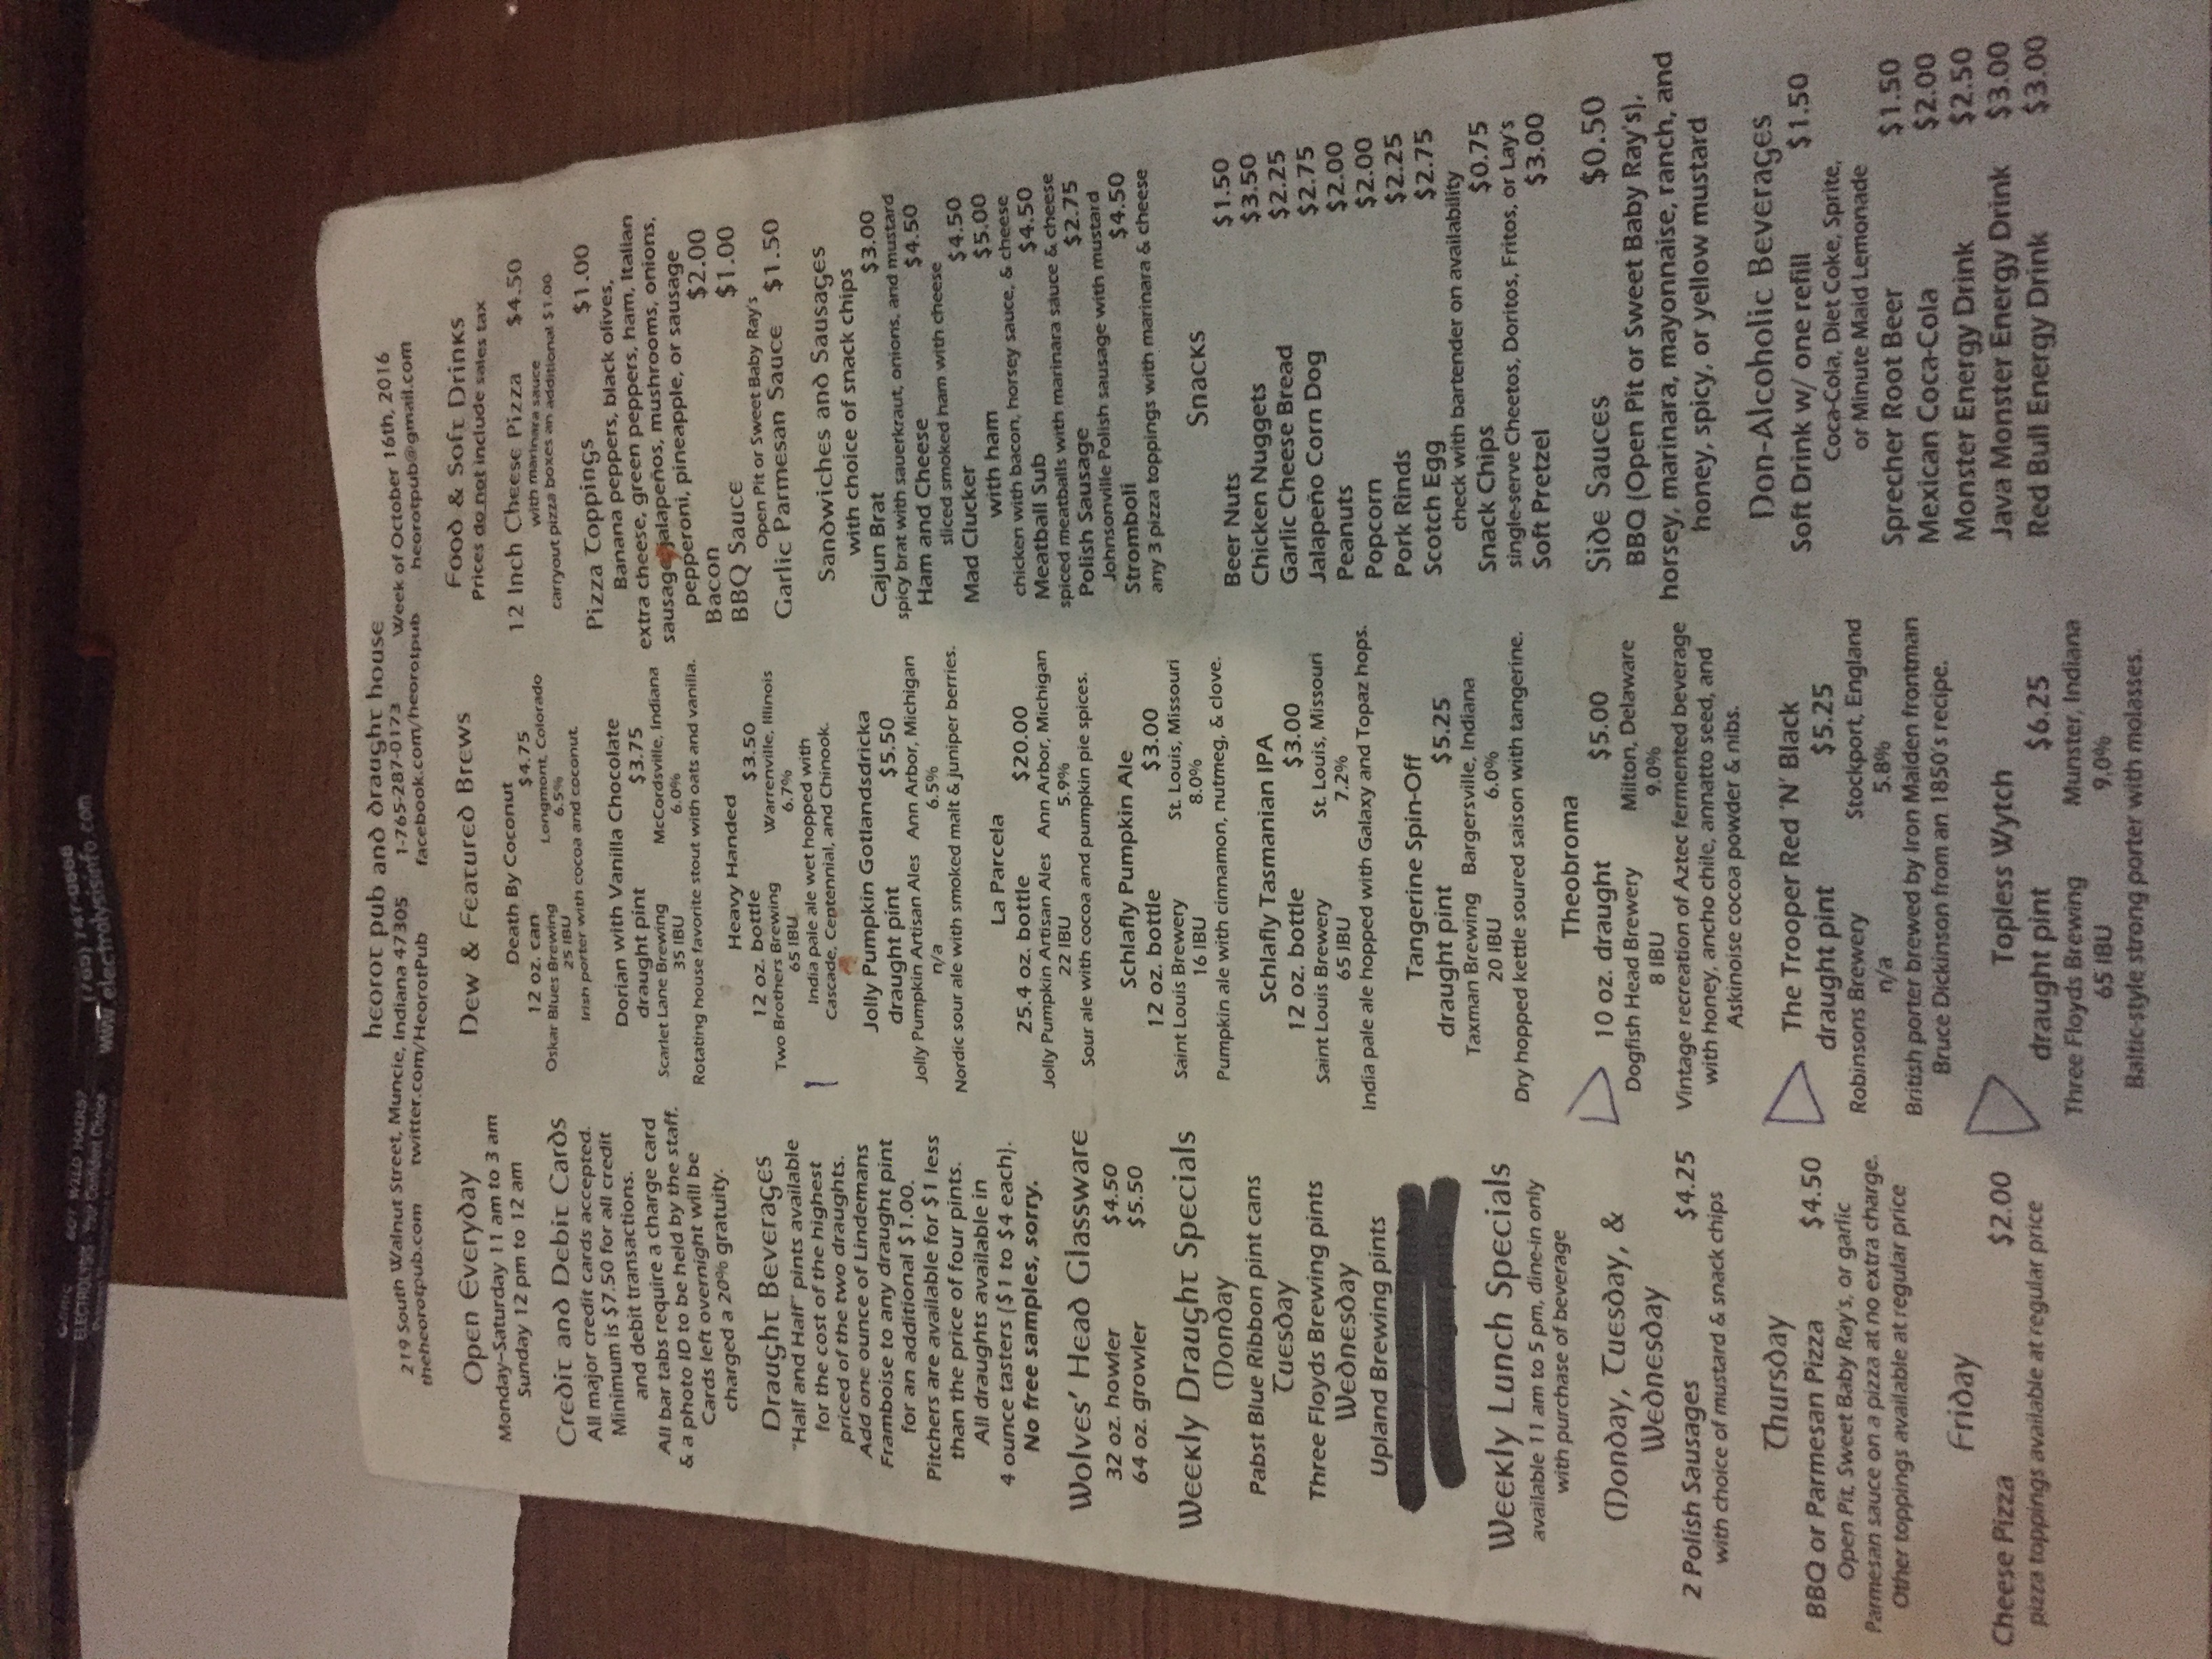 GOT WILD HAIRS?
ELECTROLYSIS - Your Confident Choice
(765) 747-0568
www.electrolysisinfo.com
heorot pub and draught house
219 South Walnut Street, Muncie, Indiana 47305 1-765-287-0173 Week of October 16th, 2016
theheorotpub.com twitter.com/HeorotPub facebook.com/heorotpub heorotpub@gmail.com
Open Everyday
Monday-Saturday 11 am to 3 am
Sunday 12 pm to 12 am
Credit and Debit Cards
All major credit cards accepted.
Minimum is $7.50 for all credit
and debit transactions.
All bar tabs require a charge card
& a photo ID to be held by the staff.
Cards left overnight will be
charged a 20% gratuity.
Draught Beverages
"Half and Half" pints available
for the cost of the highest
priced of the two draughts.
Add one ounce of Lindemans
Framboise to any draught pint
for an additional $1.00.
Pitchers are available for $1 less
than the price of four pints.
All draughts available in
4 ounce tasters ($1 to $4 each).
No free samples, sorry.
Wolves' Head Glassware
32 oz. howler $4.50
64 oz. growler $5.50
Weekly Draught Specials
Monday
Pabst Blue Ribbon pint cans
Tuesday
Three Floyds Brewing pints
Wednesday
Upland Brewing pints
Weekly Lunch Specials
available 11 am to 5 pm, dine-in only
with purchase of beverage
Monday, Tuesday, &
Wednesday
2 Polish Sausages $4.25
with choice of mustard & snack chips
Thursday
BBQ or Parmesan Pizza $4.50
Open Pit, Sweet Baby Ray's, or garlic
Parmesan sauce on a pizza at no extra charge.
Other toppings available at regular price
Friday
Cheese Pizza $2.00
pizza toppings available at regular price
New & Featured Brews
Death By Coconut
12 oz. can $4.75
Oskar Blues Brewing Longmont, Colorado
25 IBU 6.5%
Irish porter with cocoa and coconut.
Dorian with Vanilla Chocolate
draught pint $3.75
Scarlet Lane Brewing McCordsville, Indiana
35 IBU 6.0%
Rotating house favorite stout with oats and vanilla.
Heavy Handed
12 oz. bottle $3.50
Two Brothers Brewing Warrenville, Illinois
65 IBU 6.7%
India pale ale wet hopped with
Cascade, Centennial, and Chinook.
Jolly Pumpkin Gotlandsdricka
draught pint $5.50
Jolly Pumpkin Artisan Ales Ann Arbor, Michigan
n/a 6.5%
Nordic sour ale with smoked malt & juniper berries.
La Parcela
25.4 oz. bottle $20.00
Jolly Pumpkin Artisan Ales Ann Arbor, Michigan
22 IBU 5.9%
Sour ale with cocoa and pumpkin pie spices.
Schlafly Pumpkin Ale
12 oz. bottle $3.00
Saint Louis Brewery St. Louis, Missouri
16 IBU 8.0%
Pumpkin ale with cinnamon, nutmeg, & clove.
Schlafly Tasmanian IPA
12 oz. bottle $3.00
Saint Louis Brewery St. Louis, Missouri
65 IBU 7.2%
India pale ale hopped with Galaxy and Topaz hops.
Tangerine Spin-Off
draught pint $5.25
Taxman Brewing Bargersville, Indiana
20 IBU 6.0%
Dry hopped kettle soured saison with tangerine.
Theobroma
10 oz. draught $5.00
Dogfish Head Brewery Milton, Delaware
8 IBU 9.0%
Vintage recreation of Aztec fermented beverage
with honey, ancho chile, annatto seed, and
Askinoise cocoa powder & nibs.
The Trooper Red 'N' Black
draught pint $5.25
Robinsons Brewery Stockport, England
n/a 5.8%
British porter brewed by Iron Maiden frontman
Bruce Dickinson from an 1850's recipe.
Topless Wytch
draught pint $6.25
Three Floyds Brewing Munster, Indiana
65 IBU 9.0%
Baltic-style strong porter with molasses.
Food & Soft Drinks
Prices do not include sales tax
12 Inch Cheese Pizza $4.50
with marinara sauce
carryout pizza boxes an additional $1.00
Pizza Toppings $1.00
Banana peppers, black olives,
extra cheese, green peppers, ham, Italian
sausage, jalapeños, mushrooms, onions,
pepperoni, pineapple, or sausage
Bacon $2.00
BBQ Sauce $1.00
Open Pit or Sweet Baby Ray's
Garlic Parmesan Sauce $1.50
Sandwiches and Sausages
with choice of snack chips
Cajun Brat $3.00
spicy brat with sauerkraut, onions, and mustard
Ham and Cheese $4.50
sliced smoked ham with cheese
Mad Clucker $4.50
with ham $5.00
chicken with bacon, horsey sauce, & cheese
Meatball Sub $4.50
spiced meatballs with marinara sauce & cheese
Polish Sausage $2.75
Johnsonville Polish sausage with mustard
Stromboli $4.50
any 3 pizza toppings with marinara & cheese
Snacks
Beer Nuts $1.50
Chicken Nuggets $3.50
Garlic Cheese Bread $2.25
Jalapeño Corn Dog $2.75
Peanuts $2.00
Popcorn $2.00
Pork Rinds $2.25
Scotch Egg $2.75
check with bartender on availability
Snack Chips $0.75
single-serve Cheetos, Doritos, Fritos, or Lay's
Soft Pretzel $3.00
Side Sauces $0.50
BBQ (Open Pit or Sweet Baby Ray's),
horsey, marinara, mayonnaise, ranch, and
honey, spicy, or yellow mustard
Non-Alcoholic Beverages
Soft Drink w/ one refill $1.50
Coca-Cola, Diet Coke, Sprite,
or Minute Maid Lemonade
Sprecher Root Beer $1.50
Mexican Coca-Cola $2.00
Monster Energy Drink $2.50
Java Monster Energy Drink $3.00
Red Bull Energy Drink $3.00